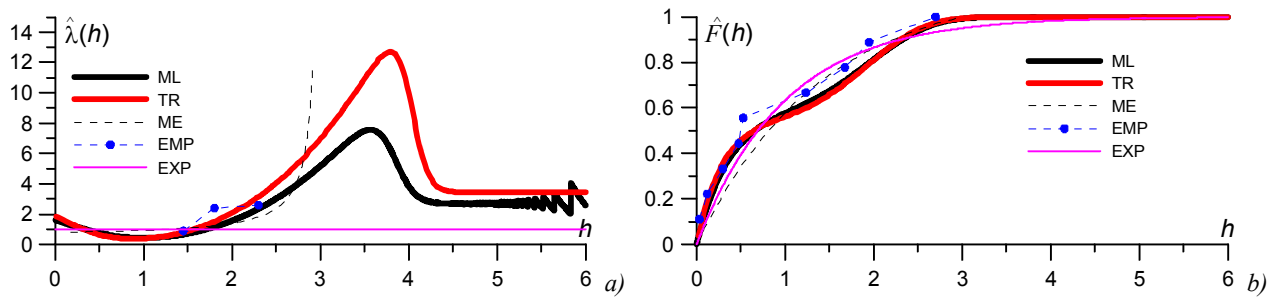 14
12
10
8
6
4
2
0
λ̂(h)
ML
TR
ME
EMP
EXP
h
0 1 2 3 4 5 6
a)
1
0.8
0.6
0.4
0.2
0
F̂(h)
ML
TR
ME
EMP
EXP
h
0 1 2 3 4 5 6
b)